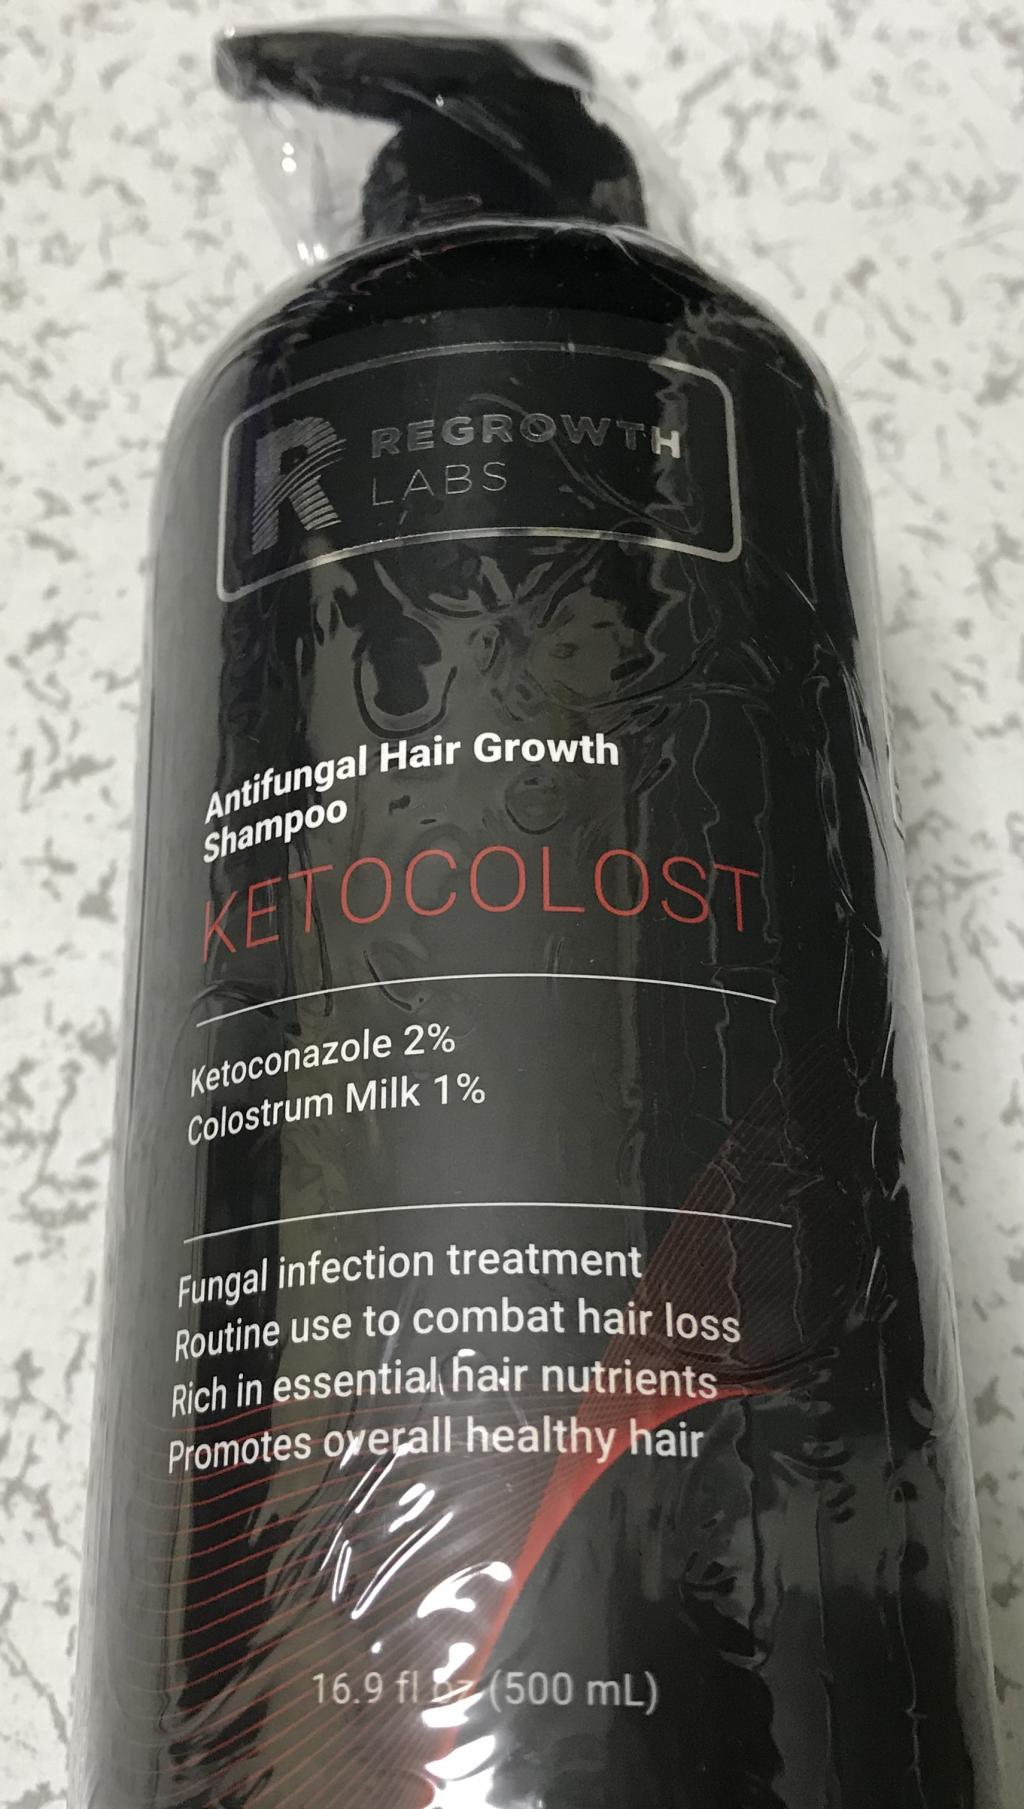 REGROWTH
LABS
Antifungal Hair Growth
Shampoo
KETOCOLOST
Ketoconazole 2%
Colostrum Milk 1%
Fungal infection treatment
Routine use to combat hair loss
Rich in essential hair nutrients
Promotes overall healthy hair
16.9 fl oz (500 mL)